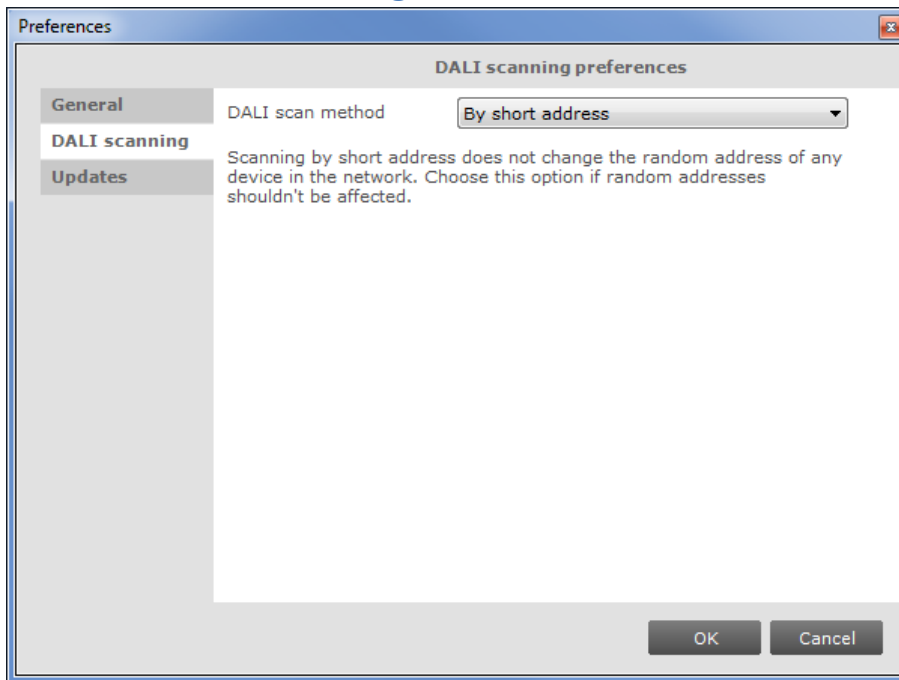 Preferences
DALI scanning preferences
General
DALI scanning
Updates
DALI scan method
By short address
Scanning by short address does not change the random address of any
device in the network. Choose this option if random addresses
shouldn't be affected.
OK
Cancel